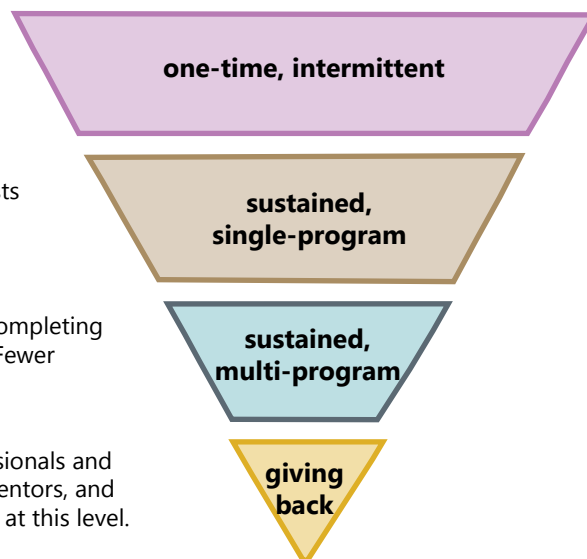 one-time, intermittent
sustained,
single-program
ompleting
Fewer
sustained,
multi-program
sionals and
entors, and
at this level.
giving
back